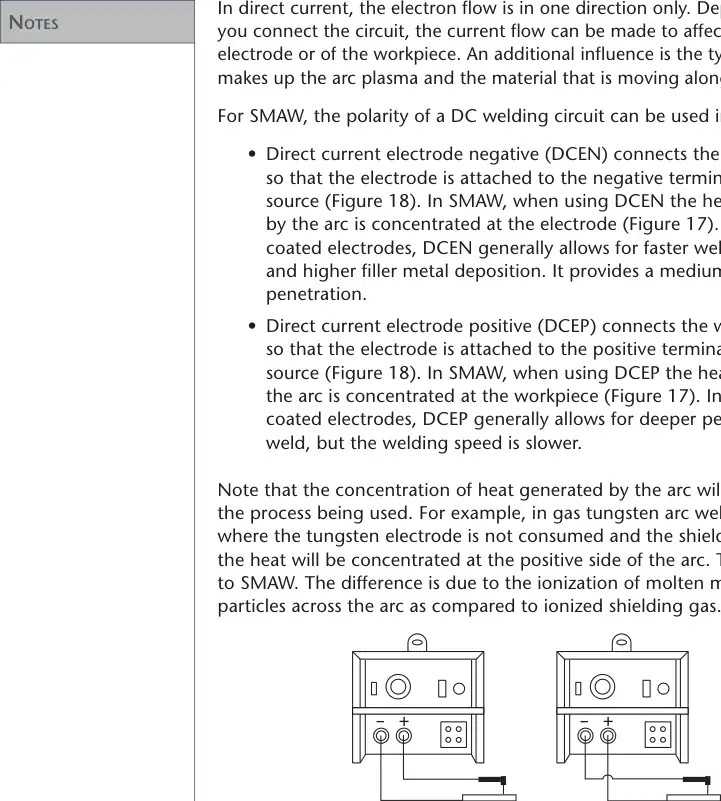 NOTES
In direct current, the electron flow is in one direction only.
you connect the circuit, the current flow can be made to affec
electrode or of the workpiece. An additional influence is the ty
makes up the arc plasma and the material that is moving alon
For SMAW, the polarity of a DC welding circuit can be used i
• Direct current electrode negative (DCEN) connects the
so that the electrode is attached to the negative termin
source (Figure 18). In SMAW, when using DCEN the he
by the arc is concentrated at the electrode (Figure 17).
coated electrodes, DCEN generally allows for faster wel
and higher filler metal deposition. It provides a medium
penetration.
• Direct current electrode positive (DCEP) connects the w
so that the electrode is attached to the positive termina
source (Figure 18). In SMAW, when using DCEP the hea
the arc is concentrated at the workpiece (Figure 17). In
coated electrodes, DCEP generally allows for deeper pe
weld, but the welding speed is slower.
Note that the concentration of heat generated by the arc wil
the process being used. For example, in gas tungsten arc wel
where the tungsten electrode is not consumed and the shield
the heat will be concentrated at the positive side of the arc. T
to SMAW. The difference is due to the ionization of molten m
particles across the arc as compared to ionized shielding gas.
– + – +